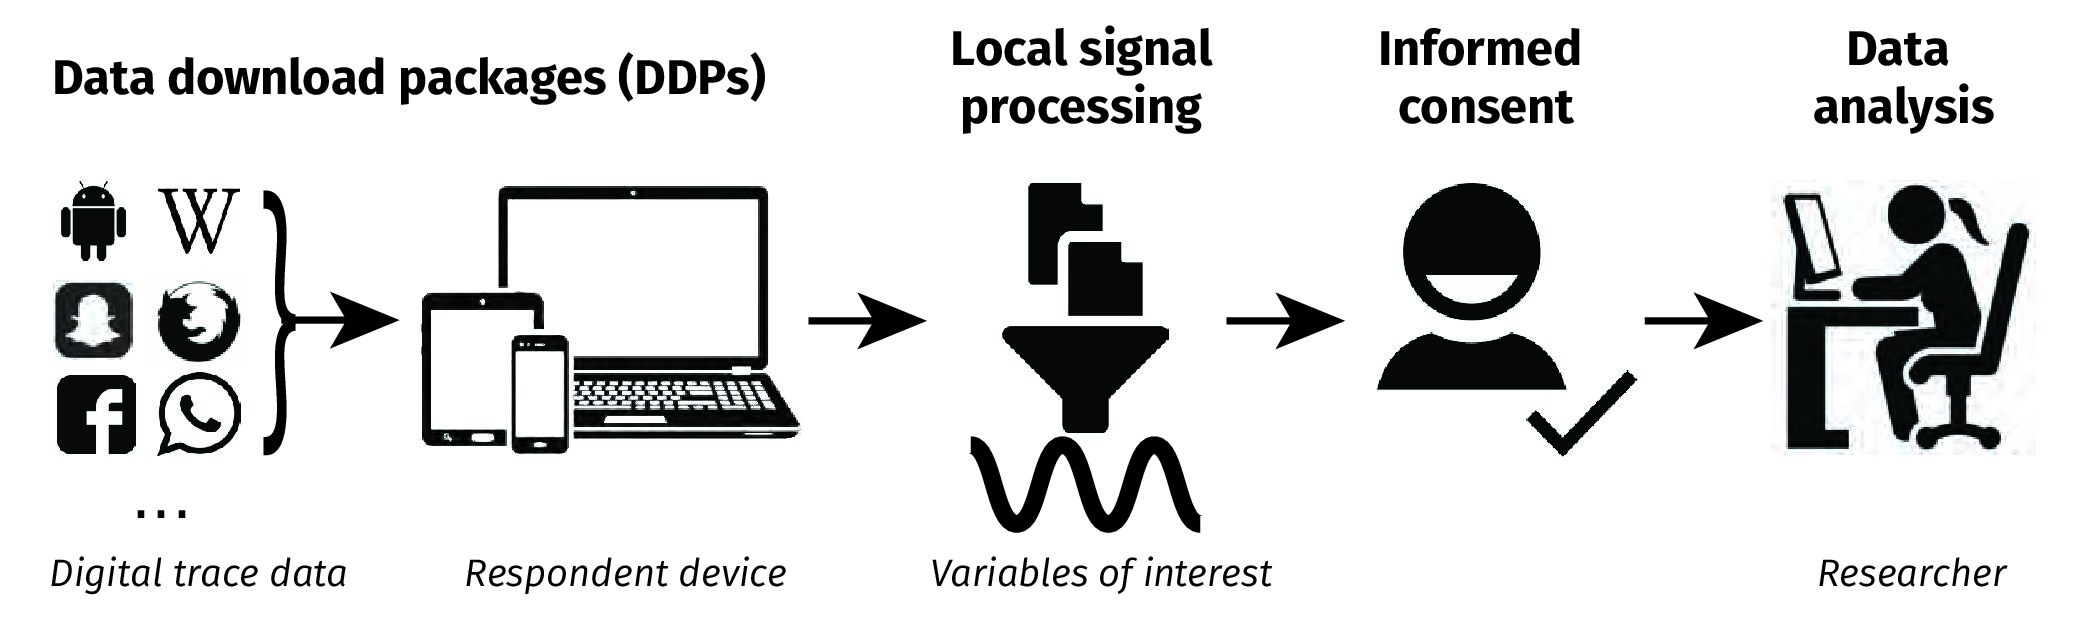 Data download packages (DDPs)
Local signal
processing
Informed
consent
Data
analysis
W
f
...
Digital trace data
Respondent device
Variables of interest
Researcher